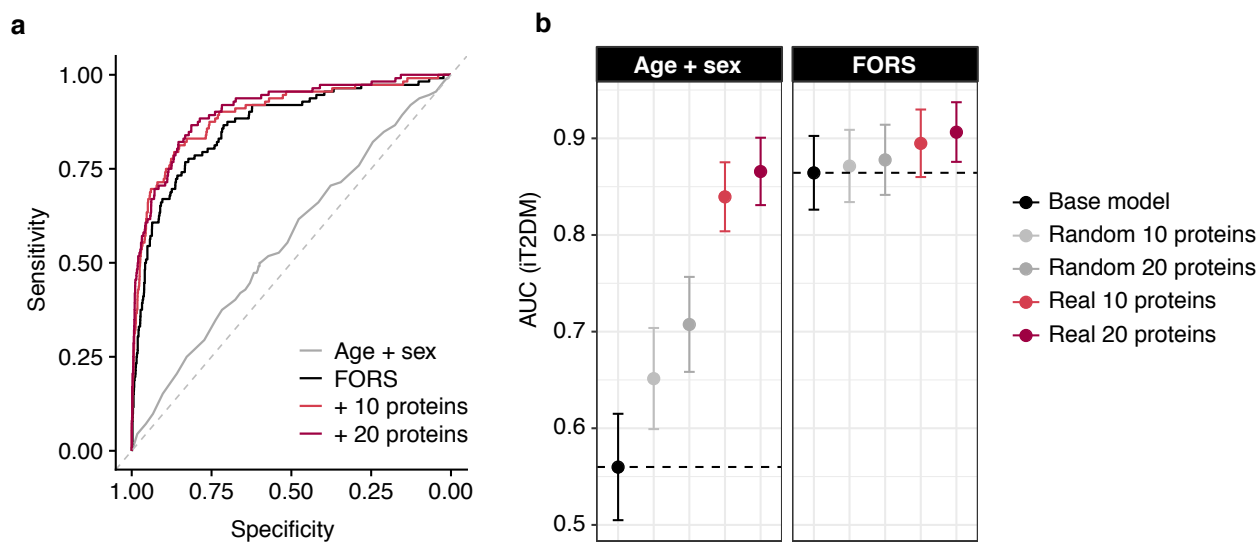 a
1.00
0.75
0.50
0.25
0.00
Sensitivity
1.00 0.75 0.50 0.25 0.00
Specificity
Age + sex
FORS
+ 10 proteins
+ 20 proteins
b
Age + sex FORS
0.9
0.8
0.7
0.6
0.5
AUC (iT2DM)
Base model
Random 10 proteins
Random 20 proteins
Real 10 proteins
Real 20 proteins